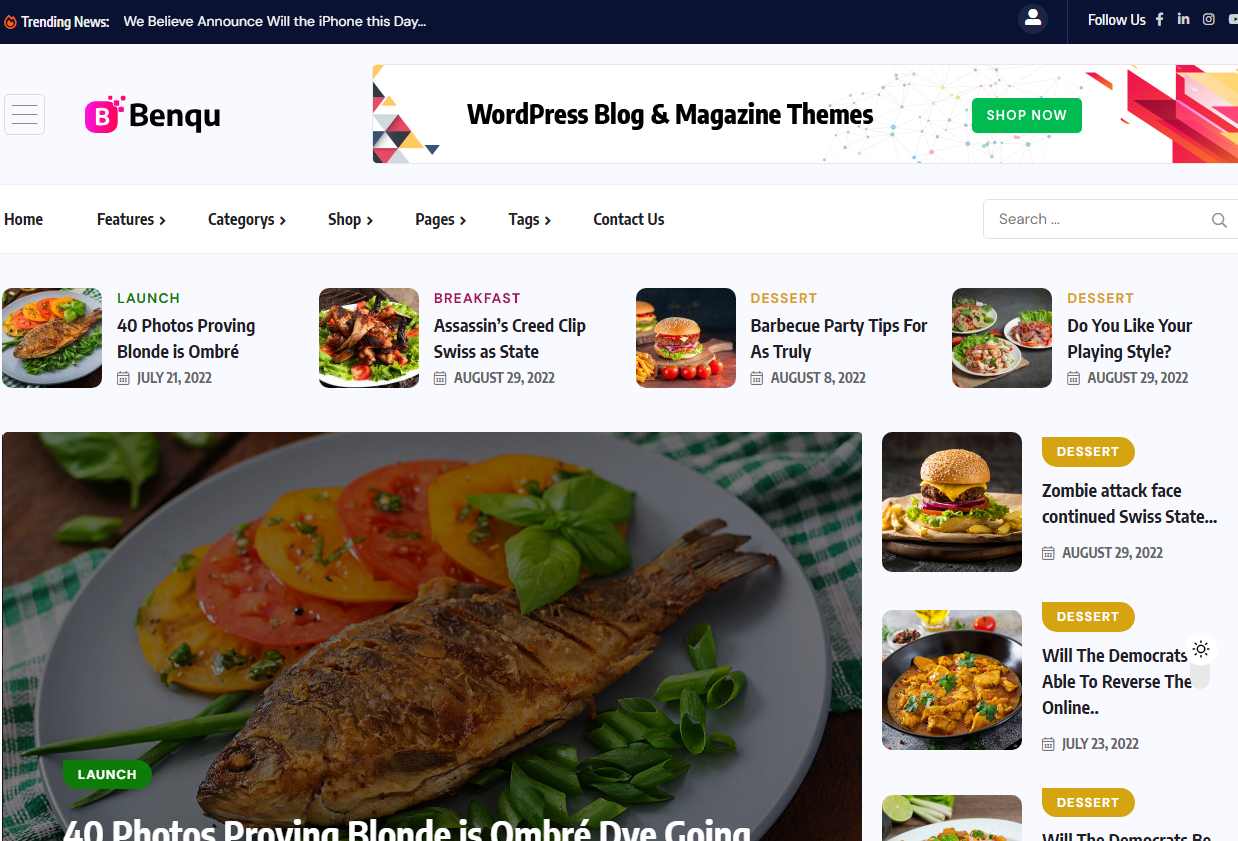 Trending News: We Believe Announce Will the iPhone this Day...
Follow Us
B Benqu
WordPress Blog & Magazine Themes
SHOP NOW
Home Features Categorys Shop Pages Tags Contact Us
Search ...
LAUNCH
40 Photos Proving
Blonde is Ombré
JULY 21, 2022
BREAKFAST
Assassin's Creed Clip
Swiss as State
AUGUST 29, 2022
DESSERT
Barbecue Party Tips For
As Truly
AUGUST 8, 2022
DESSERT
Do You Like Your
Playing Style?
AUGUST 29, 2022
LAUNCH
40 Photos Proving Blonde is Ombré Dye Going
DESSERT
Zombie attack face
continued Swiss State...
AUGUST 29, 2022
DESSERT
Will The Democrats
Able To Reverse The
Online..
JULY 23, 2022
DESSERT
Will The Democrats Be